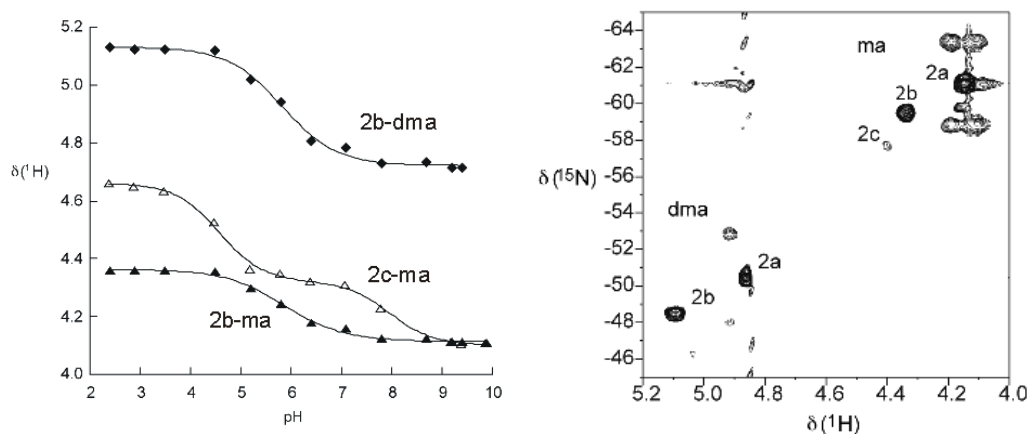 5.2
5.0
4.8
δ(¹H)
4.6
4.4
4.2
4.0
2b-dma
2c-ma
2b-ma
2 3 4 5 6 7 8 9 10
pH
-64
-62
-60
-58
-56
δ(¹⁵N)
-54
-52
-50
-48
-46
ma
2a
2b
2c
dma
2a
2b
5.2 5.0 4.8 4.6 4.4 4.2 4.0
δ(¹H)